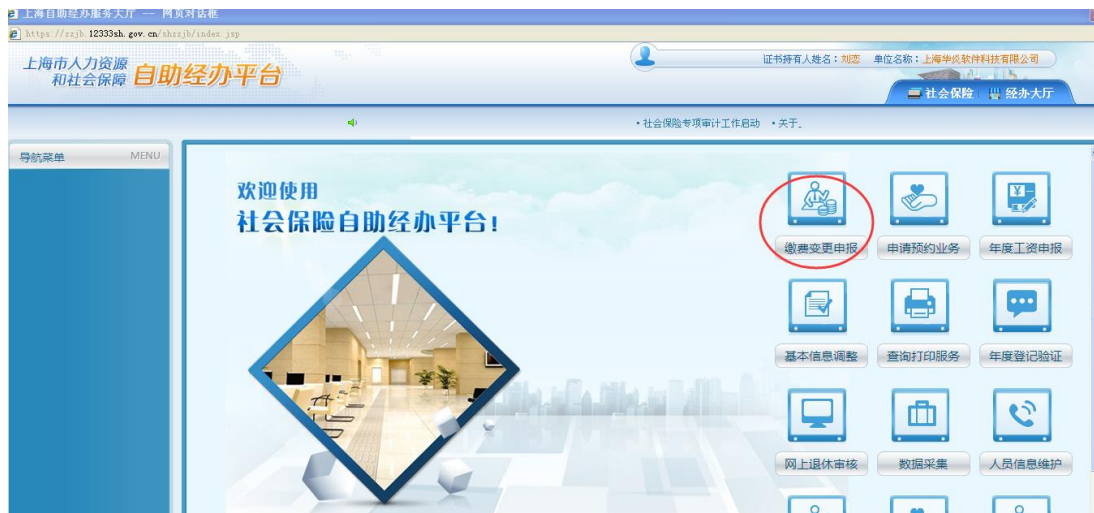 上海自助经办服务大厅 -- 网页对话框
https://zzjb.12333sh.gov.cn/shzzjb/index.jsp
上海市人力资源
和社会保障 自助经办平台
证书持有人姓名：刘恋 单位名称：上海华炎软件科技有限公司
社会保险 经办大厅
•社会保险专项审计工作启动 •关于_
导航菜单 MENU
欢迎使用
社会保险自助经办平台！
缴费变更申报 申请预约业务 年度工资申报
基本信息调整 查询打印服务 年度登记验证
网上退休审核 数据采集 人员信息维护